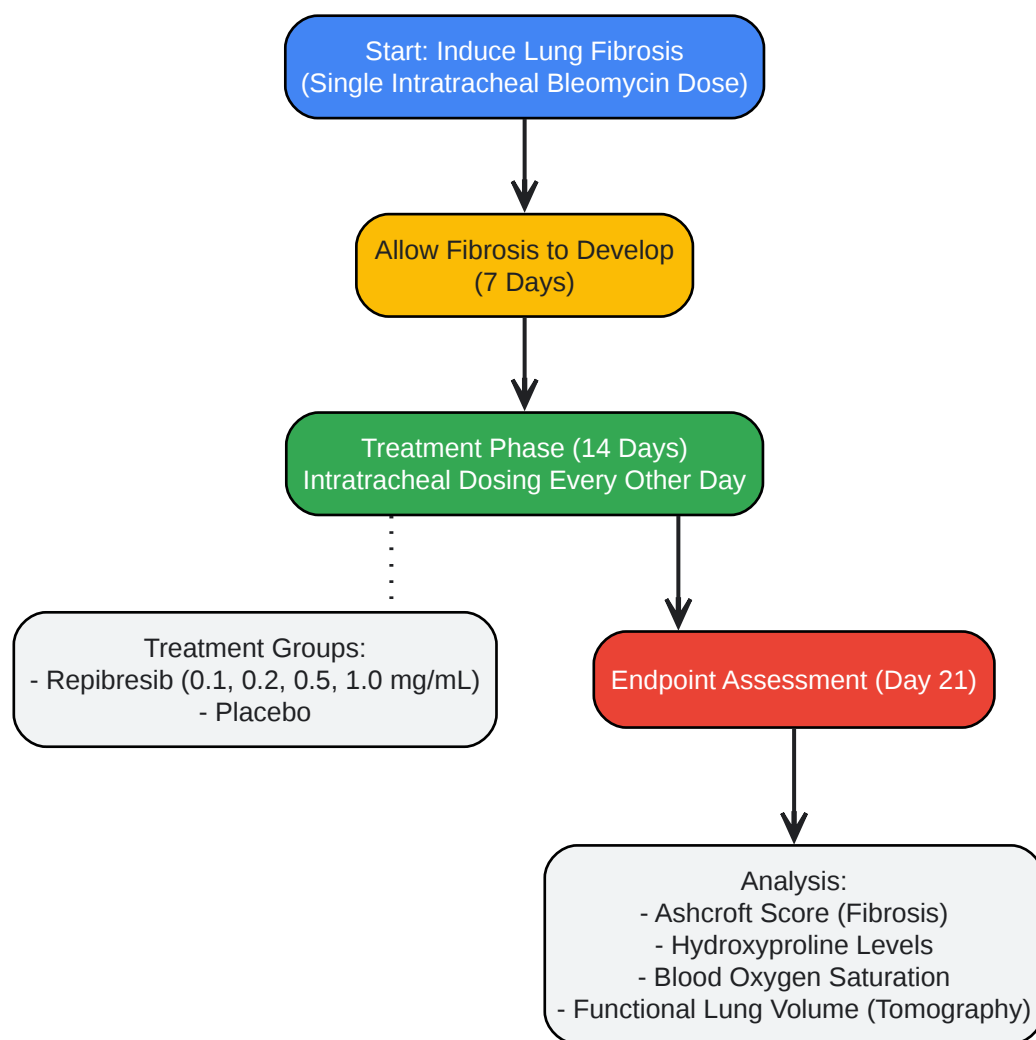 Start: Induce Lung Fibrosis
(Single Intratracheal Bleomycin Dose)
Allow Fibrosis to Develop
(7 Days)
Treatment Phase (14 Days)
Intratracheal Dosing Every Other Day
Treatment Groups:
- Repibresib (0.1, 0.2, 0.5, 1.0 mg/mL)
- Placebo
Endpoint Assessment (Day 21)
Analysis:
- Ashcroft Score (Fibrosis)
- Hydroxyproline Levels
- Blood Oxygen Saturation
- Functional Lung Volume (Tomography)